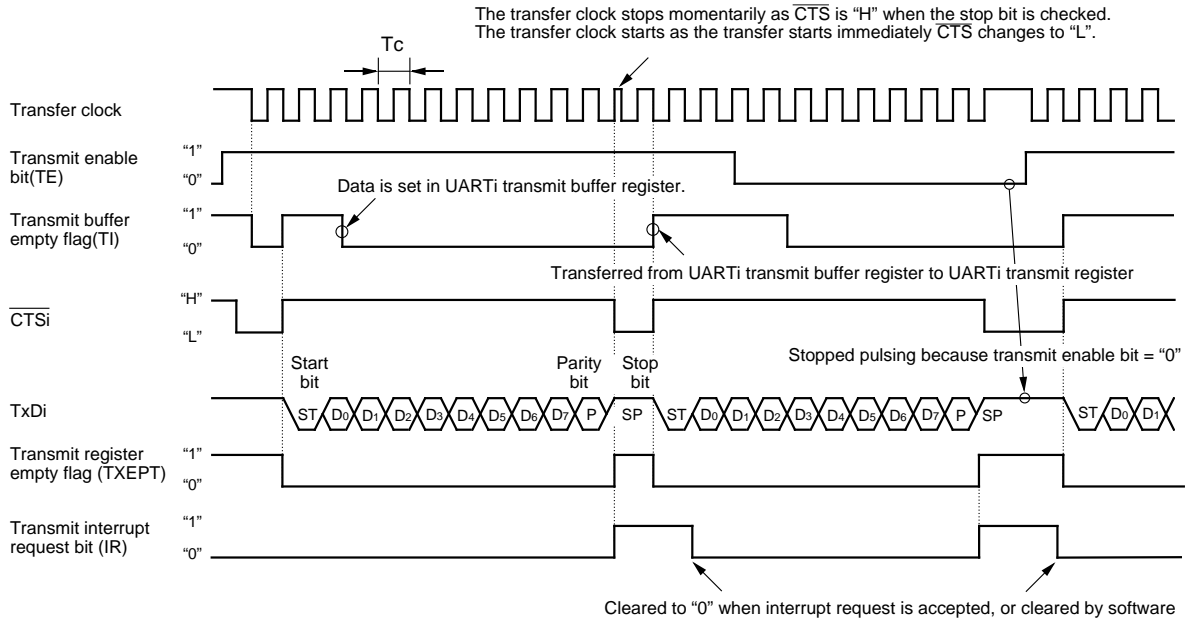 The transfer clock stops momentarily as CTS is “H” when the stop bit is checked.
The transfer clock starts as the transfer starts immediately CTS changes to “L”.
Tc
Transfer clock
Transmit enable
bit(TE)
“1”
“0”
Data is set in UARTi transmit buffer register.
Transmit buffer
empty flag(TI)
“1”
“0”
Transferred from UARTi transmit buffer register to UARTi transmit register
CTSi
“H”
“L”
Stopped pulsing because transmit enable bit = “0”
Start
bit
Parity
bit
Stop
bit
TxDi
ST D0 D1 D2 D3 D4 D5 D6 D7 P SP ST D0 D1 D2 D3 D4 D5 D6 D7 P SP ST D0 D1
Transmit register
empty flag (TXEPT)
“1”
“0”
Transmit interrupt
request bit (IR)
“1”
“0”
Cleared to “0” when interrupt request is accepted, or cleared by software